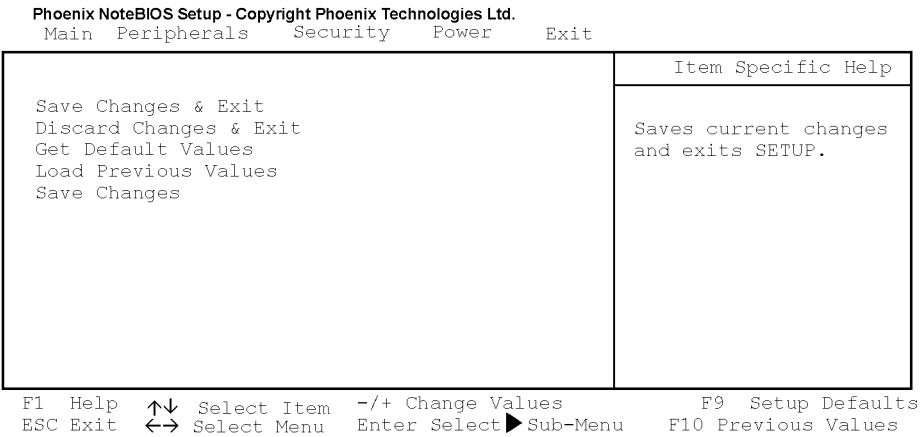 Phoenix NoteBIOS Setup - Copyright Phoenix Technologies Ltd.
Main Peripherals Security Power Exit
Item Specific Help
Save Changes & Exit
Discard Changes & Exit
Get Default Values
Load Previous Values
Save Changes
Saves current changes
and exits SETUP.
F1 Help ↑↓ Select Item -/+ Change Values F9 Setup Defaults
ESC Exit ←→ Select Menu Enter Select▶Sub-Menu F10 Previous Values